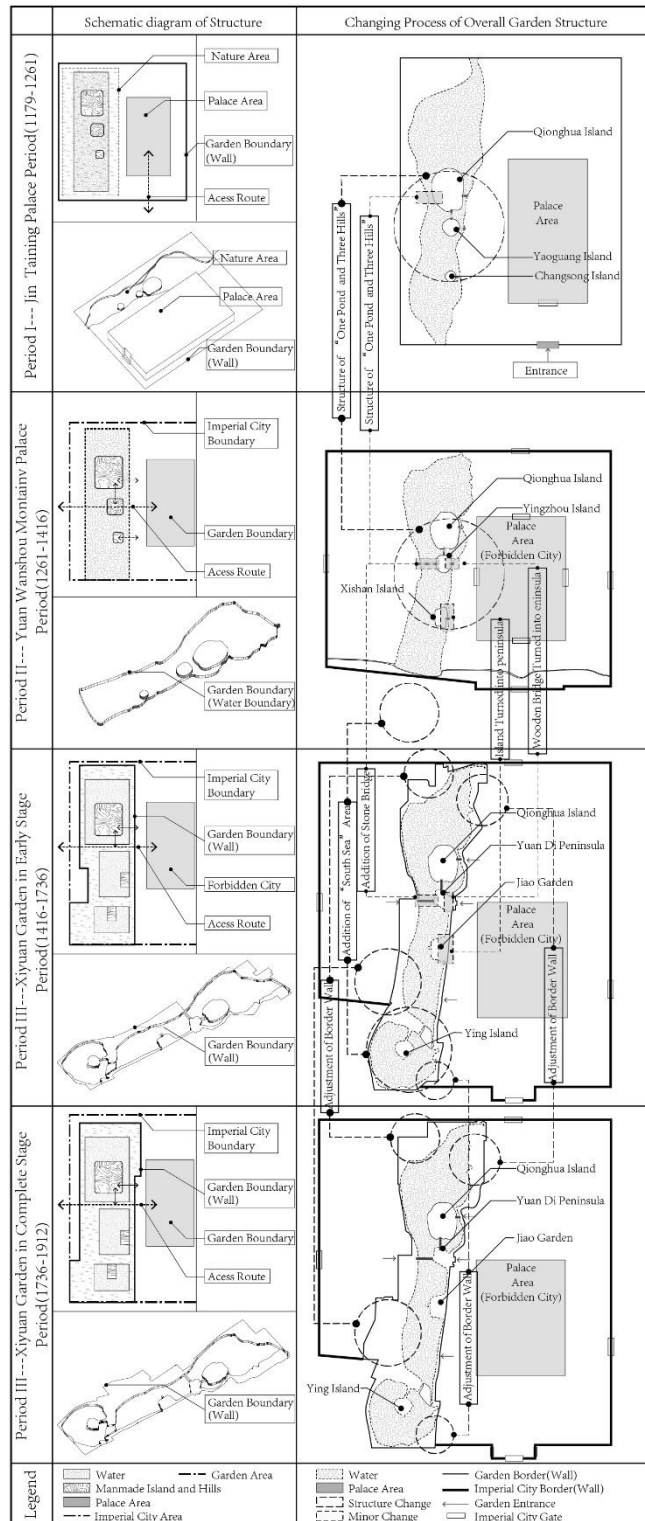 Schematic diagram of Structure
Changing Process of Overall Garden Structure
Period I--- Jin Taining Palace Period(1179-1261)
Nature Area
Palace Area
Garden Boundary
(Wall)
Acess Route
Nature Area
Palace Area
Garden Boundary
(Wall)
Qionghua Island
Palace
Area
Yaoguang Island
Changsong Island
Entrance
Structure of "One Pond and Three Hills"
Structure of "One Pond and Three Hills"
Period II--- Yuan Wanshou Montainv Palace
Period(1261-1416)
Imperial City
Boundary
Garden Boundary
Acess Route
Garden Boundary
(Water Boundary)
Qionghua Island
Yingzhou Island
Palace
Area
(Forbidden City)
Xishan Island
Island Turned into peninsula
Wooden Bridge Turned into eninsula
Period III---Xiyuan Garden in Early Stage
Period(1416-1736)
Imperial City
Boundary
Garden Boundary
(Wall)
Forbidden City
Acess Route
Garden Boundary
(Wall)
Addition of "South Sea" Area
Addition of Stone Bridge
Adjustment of Border Wall
Qionghua Island
Yuan Di Peninsula
Jiao Garden
Palace
Area
(Forbidden City)
Ying Island
Adjustment of Border Wall
Period III---Xiyuan Garden in Complete Stage
Period(1736-1912)
Imperial City
Boundary
Garden Boundary
(Wall)
Garden Boundary
Acess Route
Garden Boundary
(Wall)
Qionghua Island
Yuan Di Peninsula
Jiao Garden
Palace
Area
(Forbidden City)
Adjustment of Border Wall
Ying Island
Legend
Water
Garden Area
Manmade Island and Hills
Palace Area
Imperial City Area
Water
Garden Border(Wall)
Palace Area
Imperial City Border(Wall)
Structure Change
Garden Entrance
Minor Change
Imperial City Gate